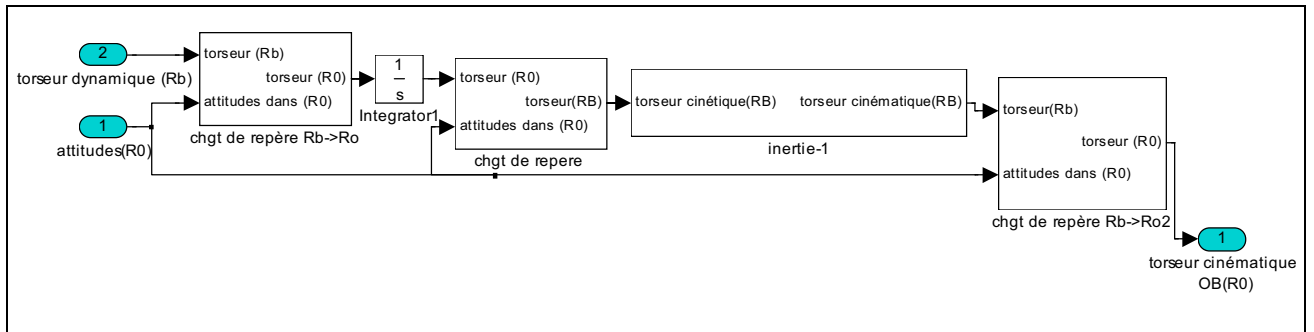 2
torseur dynamique (Rb)
1
attitudes(R0)
torseur (Rb)
torseur (R0)
attitudes dans (R0)
chgt de repère Rb->Ro
1
s
Integrator1
torseur (R0)
torseur(RB)
attitudes dans (R0)
chgt de repere
torseur cinétique(RB)
torseur cinématique(RB)
inertie-1
torseur(Rb)
torseur (R0)
attitudes dans (R0)
chgt de repère Rb->Ro2
1
torseur cinématique
OB(R0)